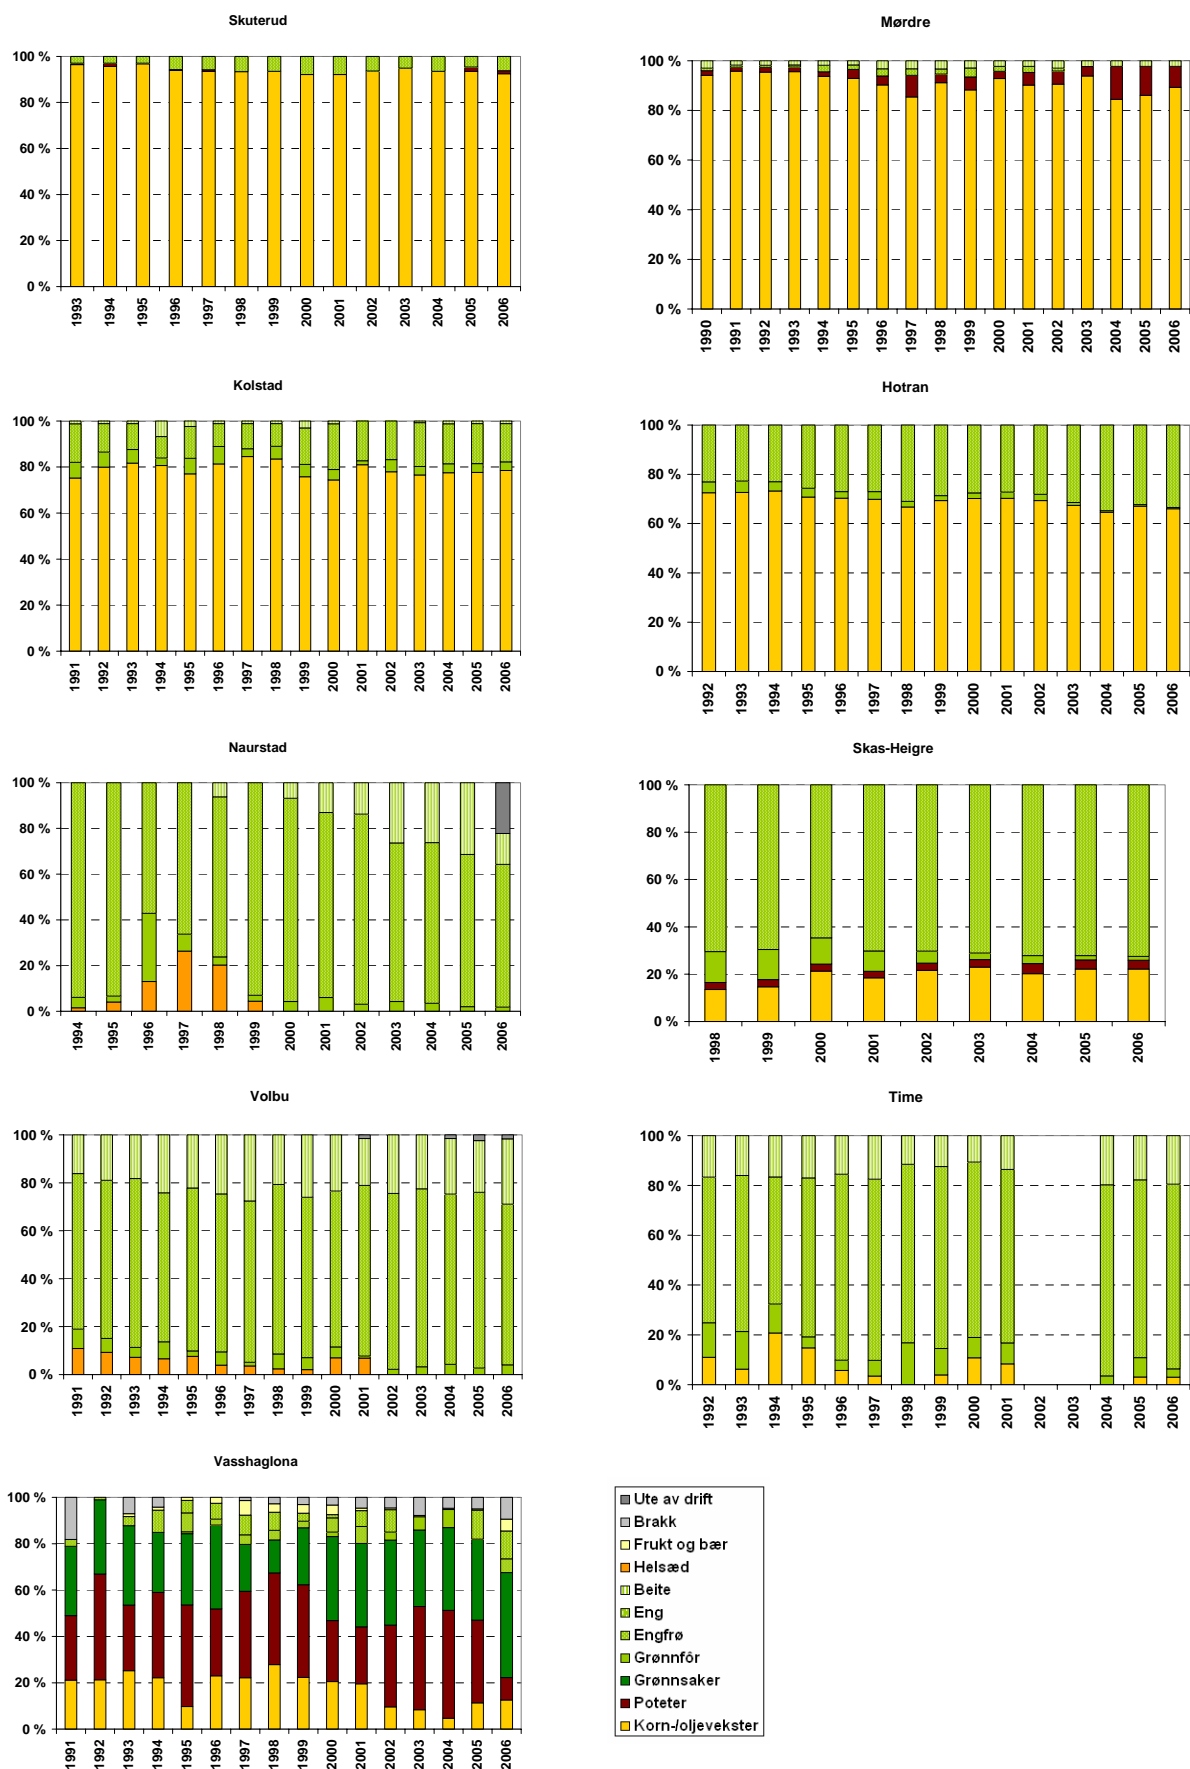 Skuterud
100 %
80 %
60 %
40 %
20 %
0 %
1993 1994 1995 1996 1997 1998 1999 2000 2001 2002 2003 2004 2005 2006
Mørdre
100 %
80 %
60 %
40 %
20 %
0 %
1990 1991 1992 1993 1994 1995 1996 1997 1998 1999 2000 2001 2002 2003 2004 2005 2006
Kolstad
100 %
80 %
60 %
40 %
20 %
0 %
1991 1992 1993 1994 1995 1996 1997 1998 1999 2000 2001 2002 2003 2004 2005 2006
Hotran
100 %
80 %
60 %
40 %
20 %
0 %
1992 1993 1994 1995 1996 1997 1998 1999 2000 2001 2002 2003 2004 2005 2006
Naurstad
100 %
80 %
60 %
40 %
20 %
0 %
1994 1995 1996 1997 1998 1999 2000 2001 2002 2003 2004 2005 2006
Skas-Heigre
100 %
80 %
60 %
40 %
20 %
0 %
1998 1999 2000 2001 2002 2003 2004 2005 2006
Volbu
100 %
80 %
60 %
40 %
20 %
0 %
1991 1992 1993 1994 1995 1996 1997 1998 1999 2000 2001 2002 2003 2004 2005 2006
Time
100 %
80 %
60 %
40 %
20 %
0 %
1992 1993 1994 1995 1996 1997 1998 1999 2000 2001 2002 2003 2004 2005 2006
Vasshaglona
100 %
80 %
60 %
40 %
20 %
0 %
1991 1992 1993 1994 1995 1996 1997 1998 1999 2000 2001 2002 2003 2004 2005 2006
Ute av drift
Brakk
Frukt og bær
Helsæd
Beite
Eng
Engfrø
Grønnfôr
Grønnsaker
Poteter
Korn-/oljevekster